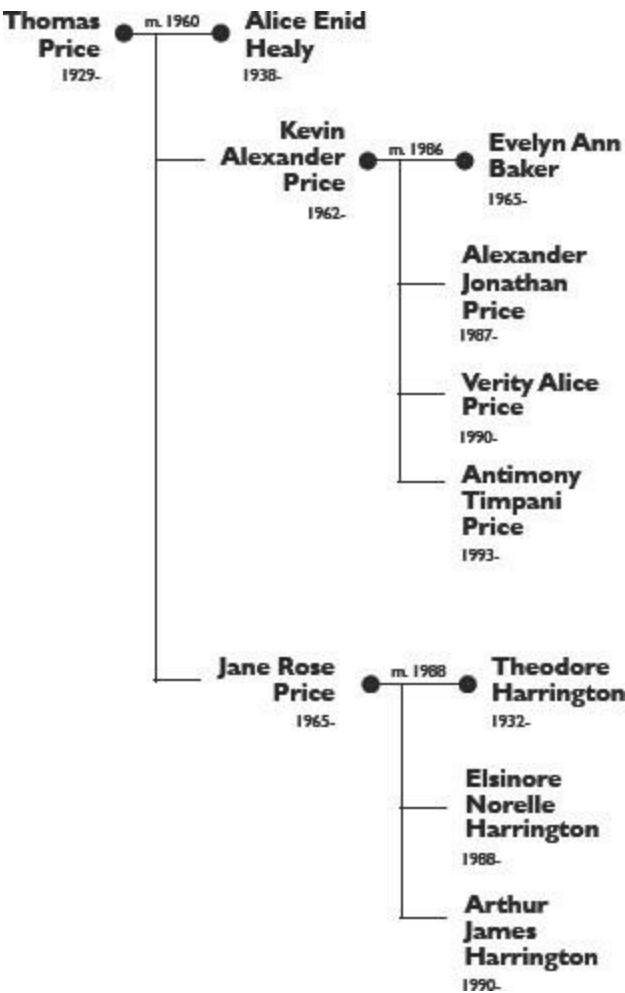 Thomas
Price
1929-
m. 1960
Alice Enid
Healy
1938-
Kevin
Alexander
Price
1962-
m. 1986
Evelyn Ann
Baker
1965-
Alexander
Jonathan
Price
1987-
Verity Alice
Price
1990-
Antimony
Timpani
Price
1993-
Jane Rose
Price
1965-
m. 1988
Theodore
Harrington
1932-
Elsinore
Norelle
Harrington
1988-
Arthur
James
Harrington
1990-